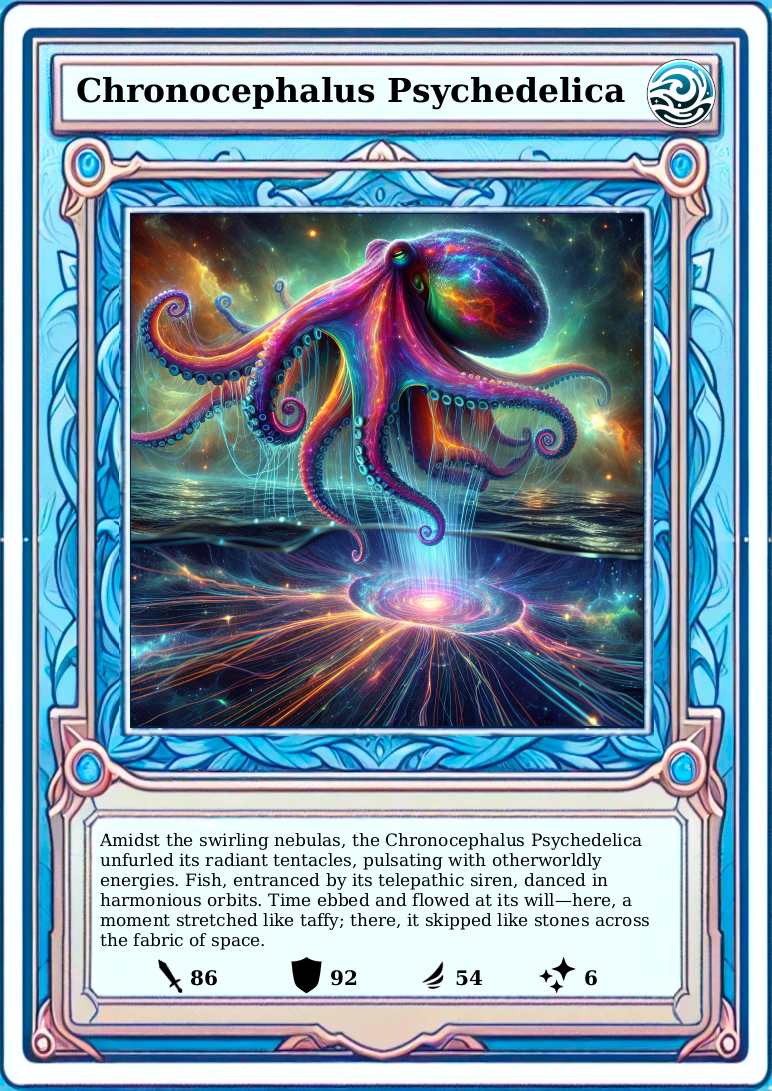 Chronocephalus Psychedelica
Amidst the swirling nebulas, the Chronocephalus Psychedelica
unfurled its radiant tentacles, pulsating with otherworldly
energies. Fish, entranced by its telepathic siren, danced in
harmonious orbits. Time ebbed and flowed at its will—here, a
moment stretched like taffy; there, it skipped like stones across
the fabric of space.
86 92 54 6